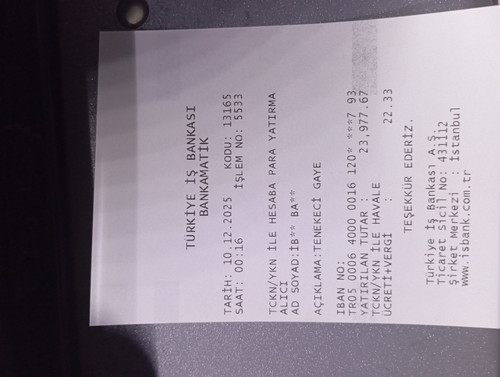 TÜRKİYE İŞ BANKASI
BANKAMATİK
TARİH: 10.12.2025 KODU: 13165
SAAT: 00:16 İŞLEM NO: 5533
TCKN/YKN İLE HESABA PARA YATIRMA
ALICI
AD SOYAD:İB** BA**
AÇIKLAMA:TENEKECİ GAYE
IBAN NO:
TR05 0006 4000 0016 120* ***7 93
YATIRILAN TUTAR : 23,977.67
TCKN/YKN İLE HAVALE
ÜCRETİ+VERGİ : 22.33
TEŞEKKÜR EDERİZ.
Türkiye İş Bankası A.Ş.
Ticaret Sicil No: 431112
Şirket Merkezi : İstanbul
www.isbank.com.tr